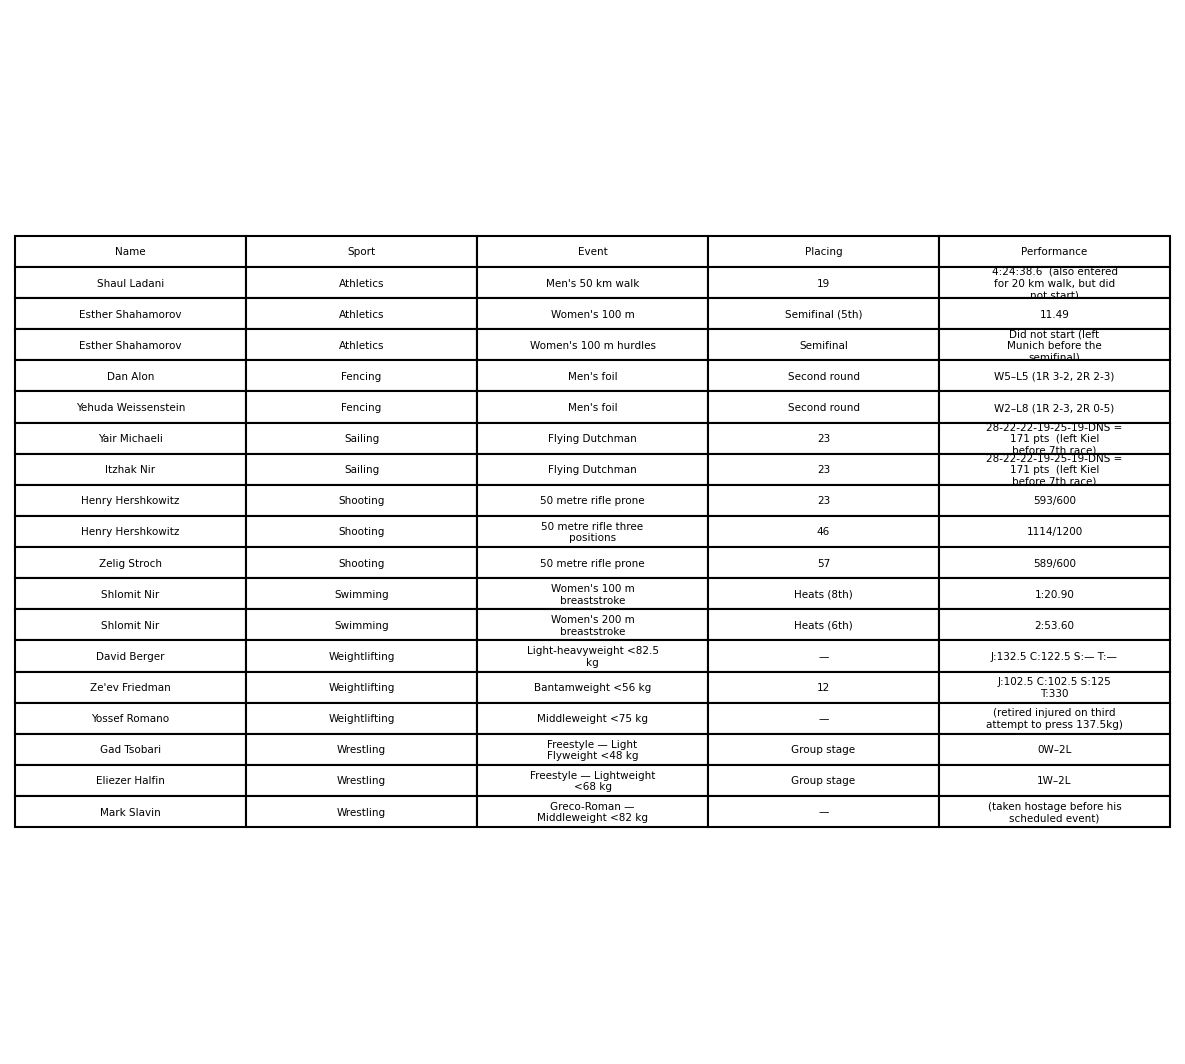 Name Sport Event Placing Performance
Shaul Ladani Athletics Men's 50 km walk 19 4:24:38.6 (also entered
for 20 km walk, but did
not start)
Esther Shahamorov Athletics Women's 100 m Semifinal (5th) 11.49
Esther Shahamorov Athletics Women's 100 m hurdles Semifinal Did not start (left
Munich before the
semifinal)
Dan Alon Fencing Men's foil Second round W5–L5 (1R 3-2, 2R 2-3)
Yehuda Weissenstein Fencing Men's foil Second round W2–L8 (1R 2-3, 2R 0-5)
Yair Michaeli Sailing Flying Dutchman 23 28-22-22-19-25-19-DNS =
171 pts (left Kiel
before 7th race)
Itzhak Nir Sailing Flying Dutchman 23 28-22-22-19-25-19-DNS =
171 pts (left Kiel
before 7th race)
Henry Hershkowitz Shooting 50 metre rifle prone 23 593/600
Henry Hershkowitz Shooting 50 metre rifle three
positions 46 1114/1200
Zelig Stroch Shooting 50 metre rifle prone 57 589/600
Shlomit Nir Swimming Women's 100 m
breaststroke Heats (8th) 1:20.90
Shlomit Nir Swimming Women's 200 m
breaststroke Heats (6th) 2:53.60
David Berger Weightlifting Light-heavyweight <82.5
kg — J:132.5 C:122.5 S:— T:—
Ze'ev Friedman Weightlifting Bantamweight <56 kg 12 J:102.5 C:102.5 S:125
T:330
Yossef Romano Weightlifting Middleweight <75 kg — (retired injured on third
attempt to press 137.5kg)
Gad Tsobari Wrestling Freestyle — Light
Flyweight <48 kg Group stage 0W–2L
Eliezer Halfin Wrestling Freestyle — Lightweight
<68 kg Group stage 1W–2L
Mark Slavin Wrestling Greco-Roman —
Middleweight <82 kg — (taken hostage before his
scheduled event)